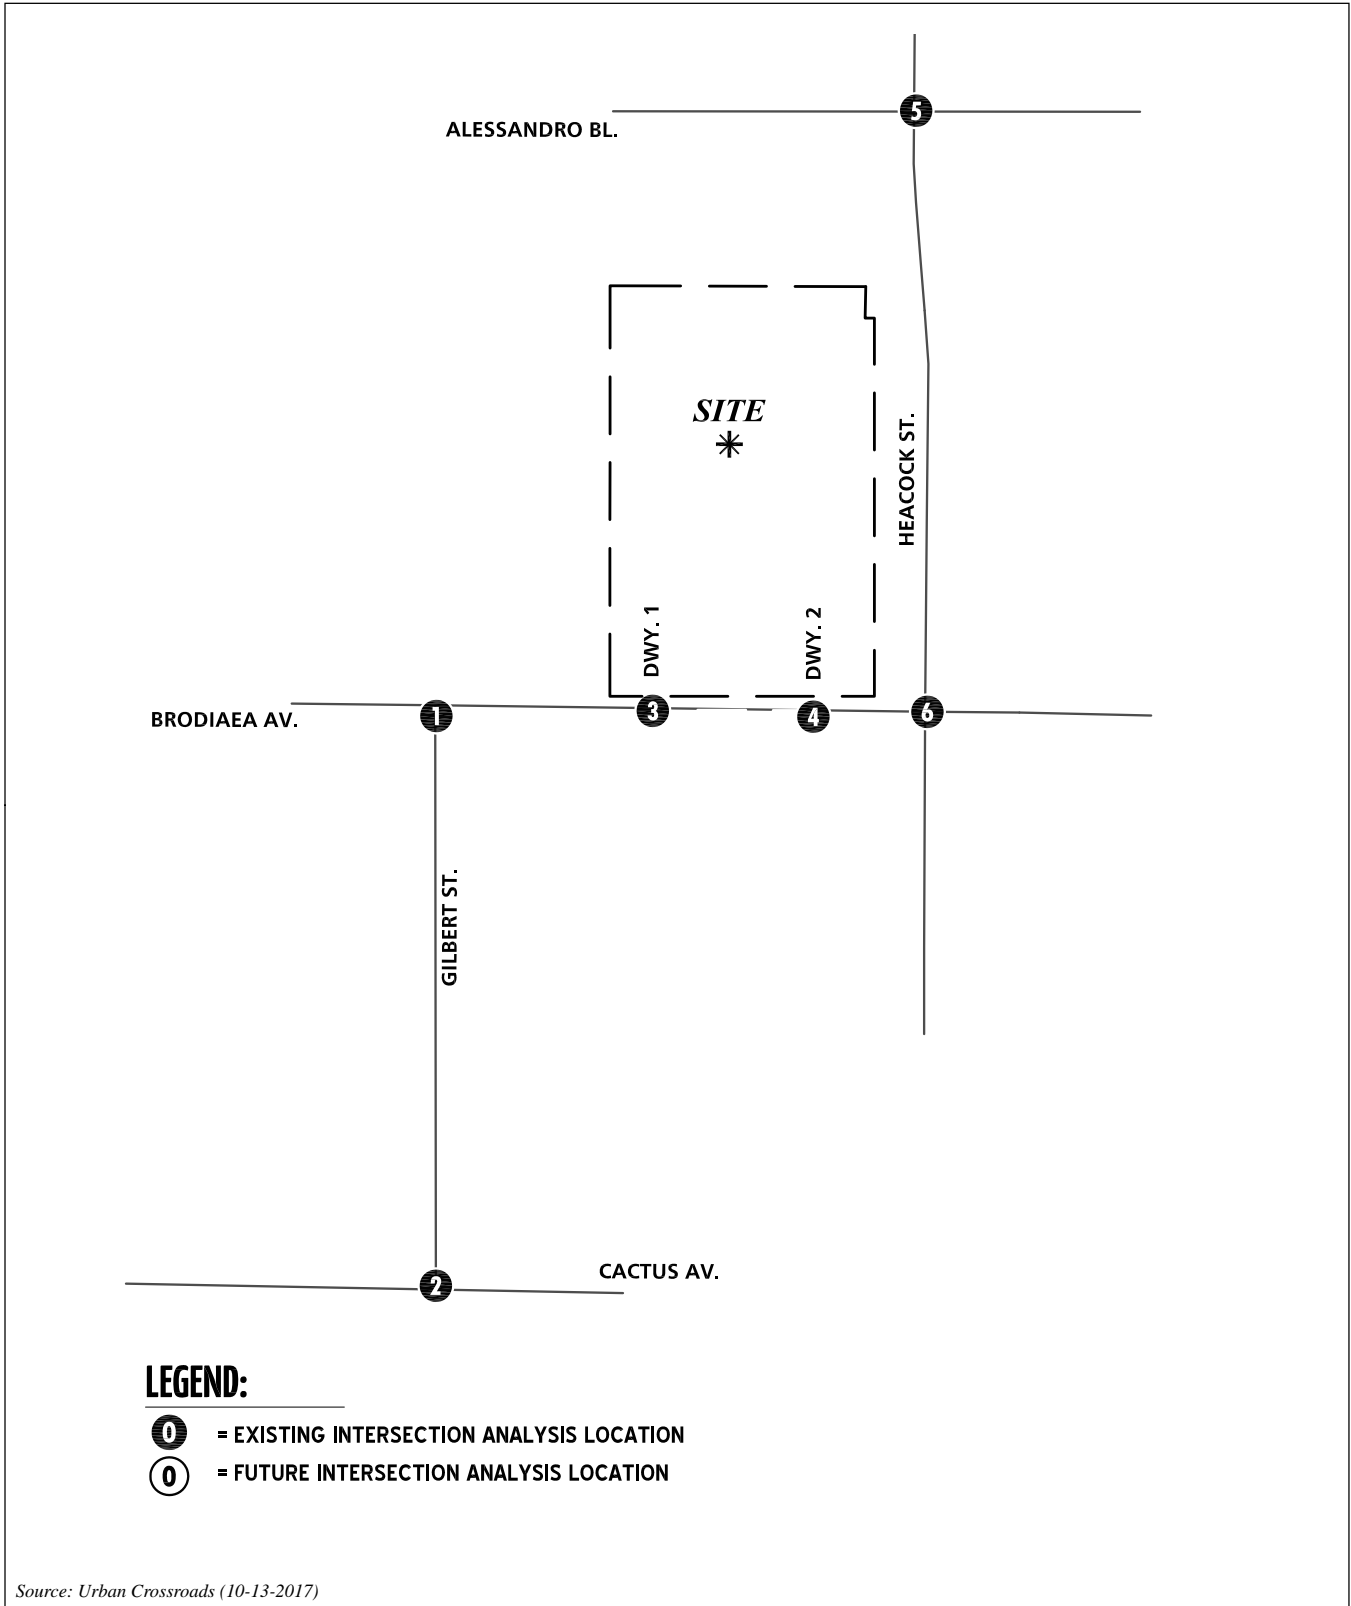 5
ALESSANDRO BL.
SITE
HEACOCK ST.
DWY. 1
DWY. 2
BRODIAEA AV.
1
3
4
6
GILBERT ST.
CACTUS AV.
2
LEGEND:
0 = EXISTING INTERSECTION ANALYSIS LOCATION
0 = FUTURE INTERSECTION ANALYSIS LOCATION
Source: Urban Crossroads (10-13-2017)